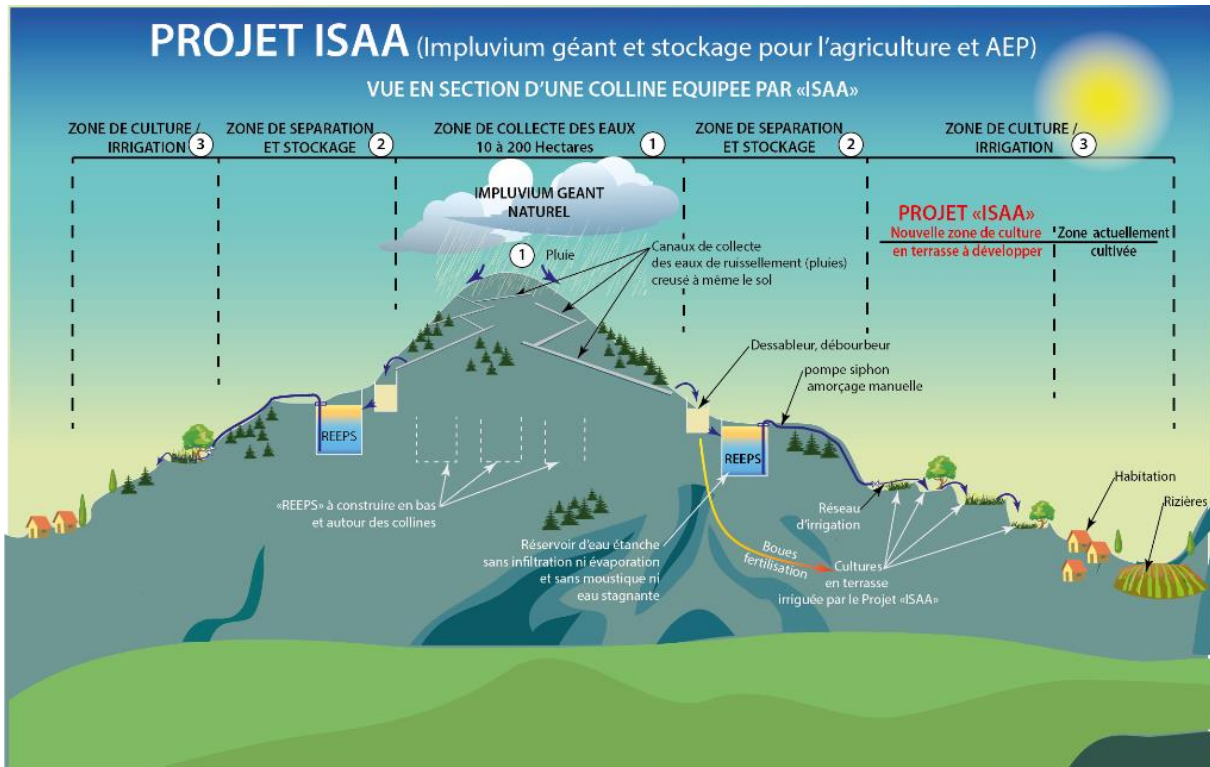 PROJET ISAA (Impluvium géant et stockage pour l'agriculture et AEP)
VUE EN SECTION D'UNE COLLINE EQUIPEE PAR «ISAA»
ZONE DE CULTURE /
IRRIGATION 3
ZONE DE SEPARATION
ET STOCKAGE 2
ZONE DE COLLECTE DES EAUX
10 à 200 Hectares 1
ZONE DE SEPARATION
ET STOCKAGE 2
ZONE DE CULTURE /
IRRIGATION 3
IMPLUVIUM GEANT
NATUREL
PROJET «ISAA»
Nouvelle zone de culture
en terrasse à développer
Zone actuellement
cultivée
1 Pluie
Canaux de collecte
des eaux de ruissellement (pluies)
creusé à même le sol
Dessableur, débourbeur
pompe siphon
amorçage manuelle
REEPS
REEPS
«REEPS» à construire en bas
et autour des collines
Réservoir d'eau étanche
sans infiltration ni évaporation
et sans moustique ni
eau stagnante
Boues
fertilisation
Réseau
d'irrigation
Cultures
en terrasse
irriguée par le Projet «ISAA»
Habitation
Rizières